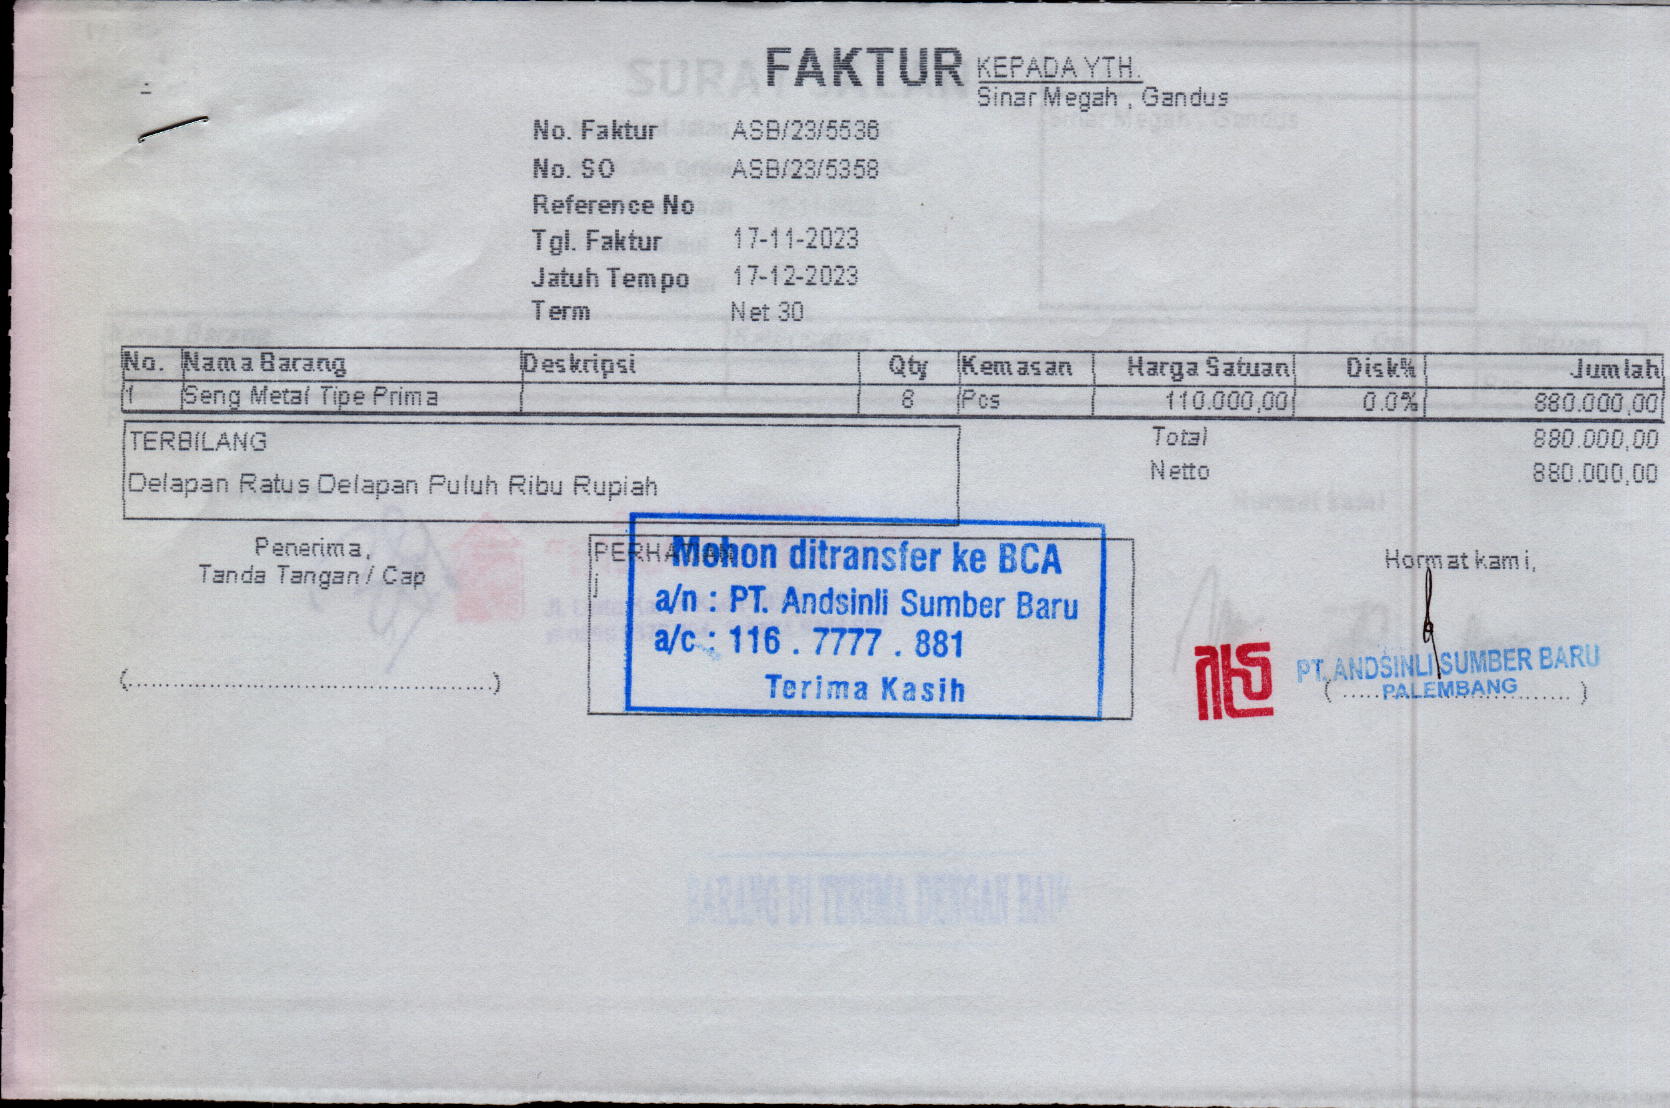 FAKTUR
KEPADA YTH.
Sinar Megah , Gandus
No. Faktur ASB/23/5536
No. SO ASB/23/5358
Reference No
Tgl. Faktur 17-11-2023
Jatuh Tempo 17-12-2023
Term Net 30
No. Nama Barang Deskripsi Qty Kemasan Harga Satuan Disk% Jumlah
1 Seng Metal Tipe Prima 8 Pcs 110.000,00 0.0% 880.000,00
TERBILANG
Delapan Ratus Delapan Puluh Ribu Rupiah
Total 880.000,00
Netto 880.000,00
Penerima,
Tanda Tangan / Cap
(............................................)
Mohon ditransfer ke BCA
a/n : PT. Andsinli Sumber Baru
a/c : 116 . 7777 . 881
Terima Kasih
Hormat kami,
PT. ANDSINLI SUMBER BARU
PALEMBANG
BARANG DI TERIMA DENGAN BAIK